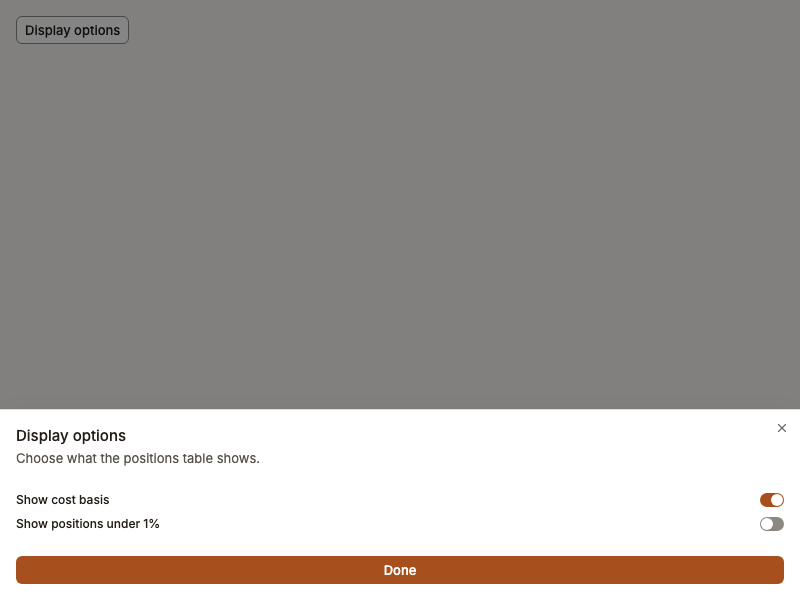 Display options
Display options
Choose what the positions table shows.
Show cost basis
Show positions under 1%
Done